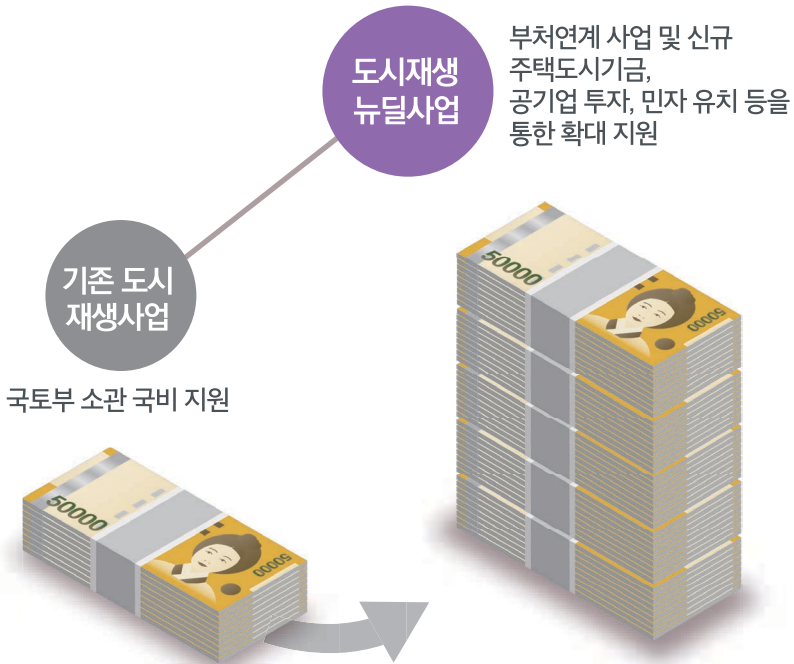 도시재생
뉴딜사업
부처연계 사업 및 신규
주택도시기금,
공기업 투자, 민자 유치 등을
통한 확대 지원
기존 도시
재생사업
국토부 소관 국비 지원
50000
50000
50000
50000